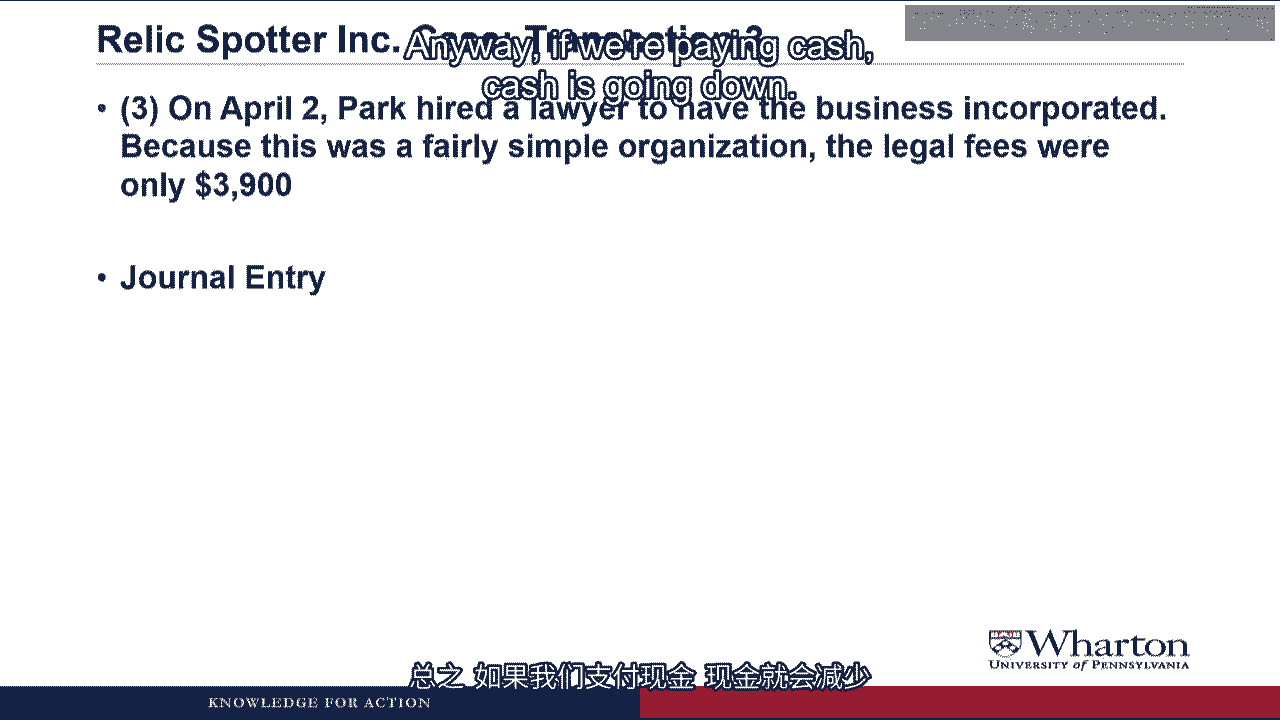 Relic Spotter Inc. Case: Transaction 3
Anyway, if we're paying cash,
cash is going down.
• (3) On April 2, Park hired a lawyer to have the business incorporated.
Because this was a fairly simple organization, the legal fees were
only $3,900
• Journal Entry
Wharton
UNIVERSITY of PENNSYLVANIA
总之 如果我们支付现金 现金就会减少
KNOWLEDGE FOR ACTION